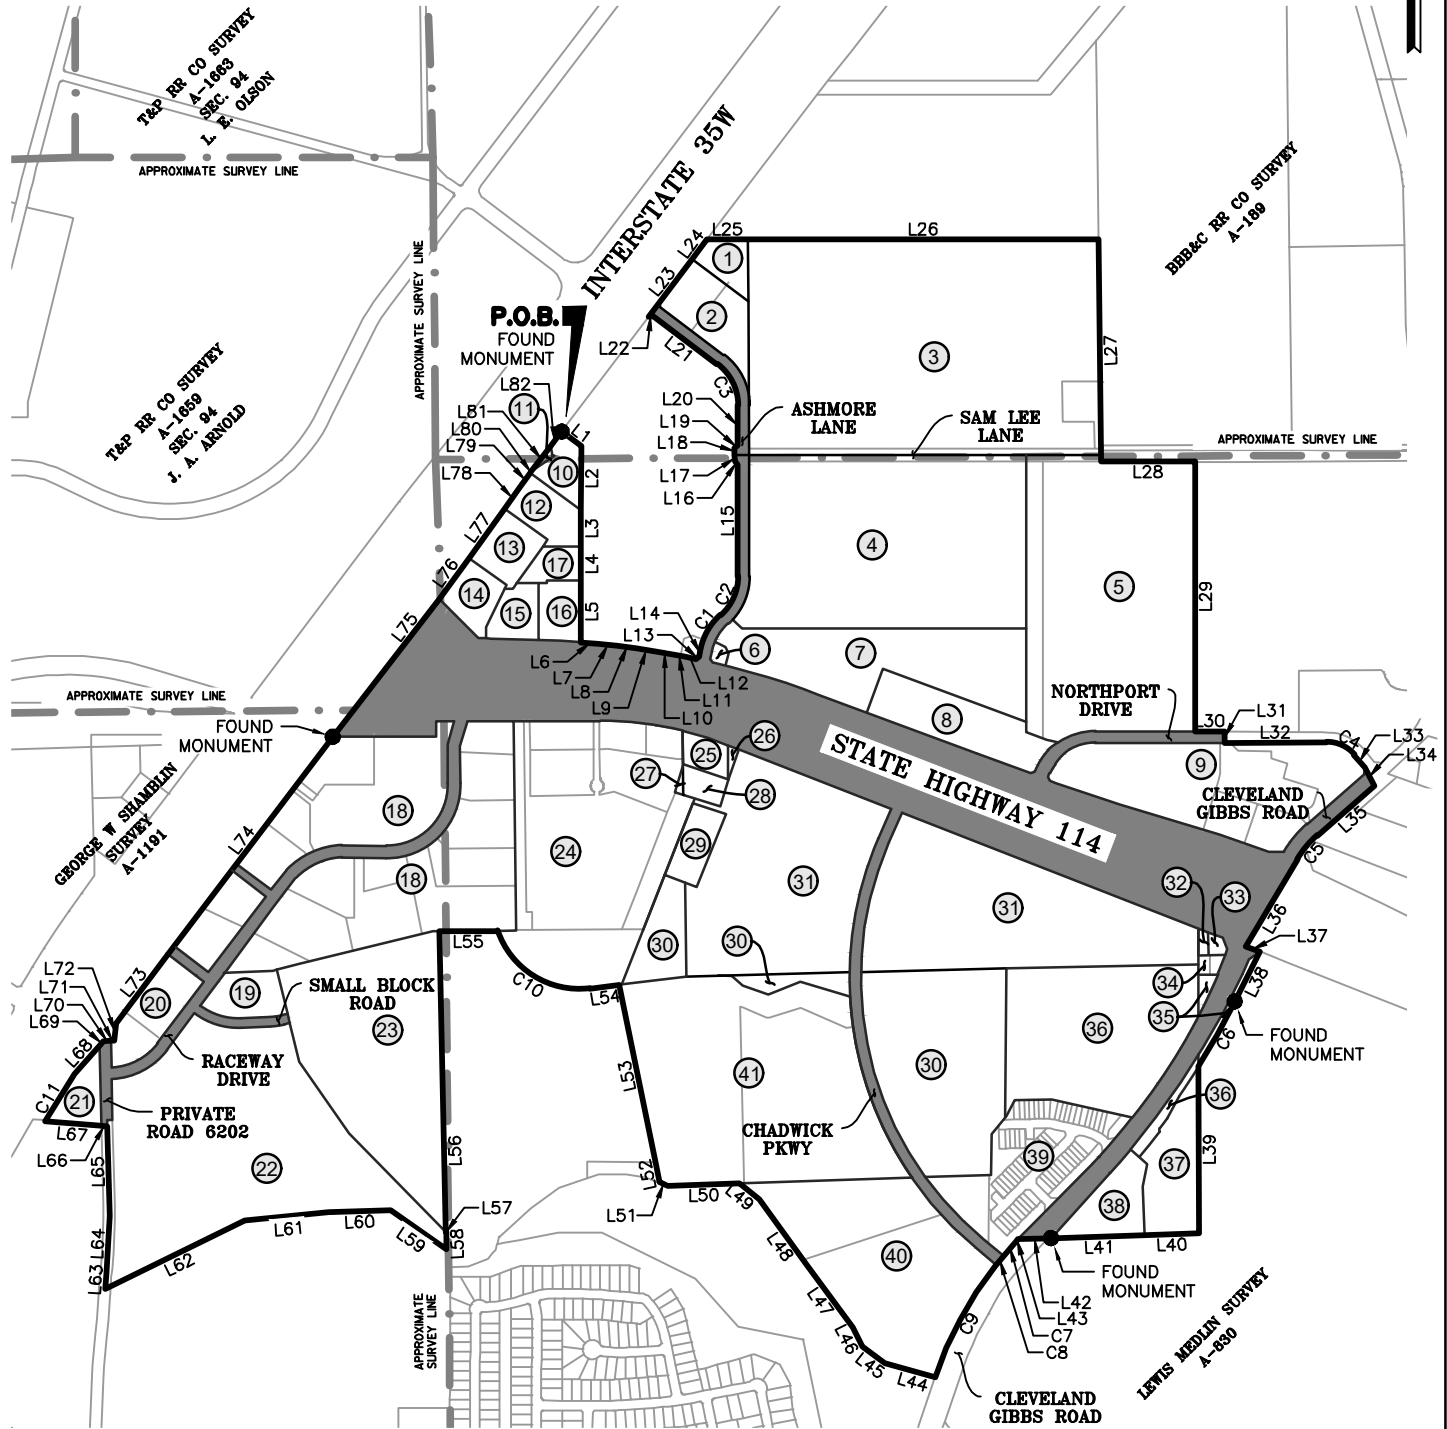 T&P RR CO SURVEY
A-1663
SEC. 94
L. E. OLSON
APPROXIMATE SURVEY LINE
INTERSTATE 35W
BBB&C RR CO SURVEY
A-189
L24
L25
L26
L23
1
2
3
L27
P.O.B.
FOUND
MONUMENT
L22
L21
C3
APPROXIMATE SURVEY LINE
T&P RR CO SURVEY
A-1659
SEC. 94
J. A. ARNOLD
L82
L81
L80
L79
L78
11
L1
10
L2
L20
L19
L18
L17
L16
ASHMORE
LANE
SAM LEE
LANE
APPROXIMATE SURVEY LINE
L28
12
L3
L77
13
17
L4
L15
4
5
L29
L76
14
15
16
L5
C2
C1
L14
L13
L75
L6
L7
L8
L9
L10
L11
L12
6
7
8
APPROXIMATE SURVEY LINE
FOUND
MONUMENT
NORTHPORT
DRIVE
L30
L31
L32
C4
L33
L34
9
CLEVELAND
GIBBS ROAD
L35
C5
STATE HIGHWAY 114
GEORGE W SHAMBLIN
SURVEY
A-1191
L74
18
18
25
26
27
28
29
24
31
31
32
33
L36
L37
L38
34
35
30
30
L55
C10
L54
L73
L72
L71
L70
L69
20
19
SMALL BLOCK
ROAD
23
L68
RACEWAY
DRIVE
C11
21
PRIVATE
ROAD 6202
L67
L66
L65
22
L56
L53
41
30
36
C6
FOUND
MONUMENT
36
CHADWICK
PKWY
39
37
L39
38
L52
L51
L50
L49
L57
L58
L59
L60
L61
L62
L64
L63
L48
40
L47
L46
L45
L44
C9
L41
L40
FOUND
MONUMENT
L42
L43
C7
C8
CLEVELAND
GIBBS ROAD
LEWIS MEDLIN SURVEY
A-830
APPROXIMATE
SURVEY LINE